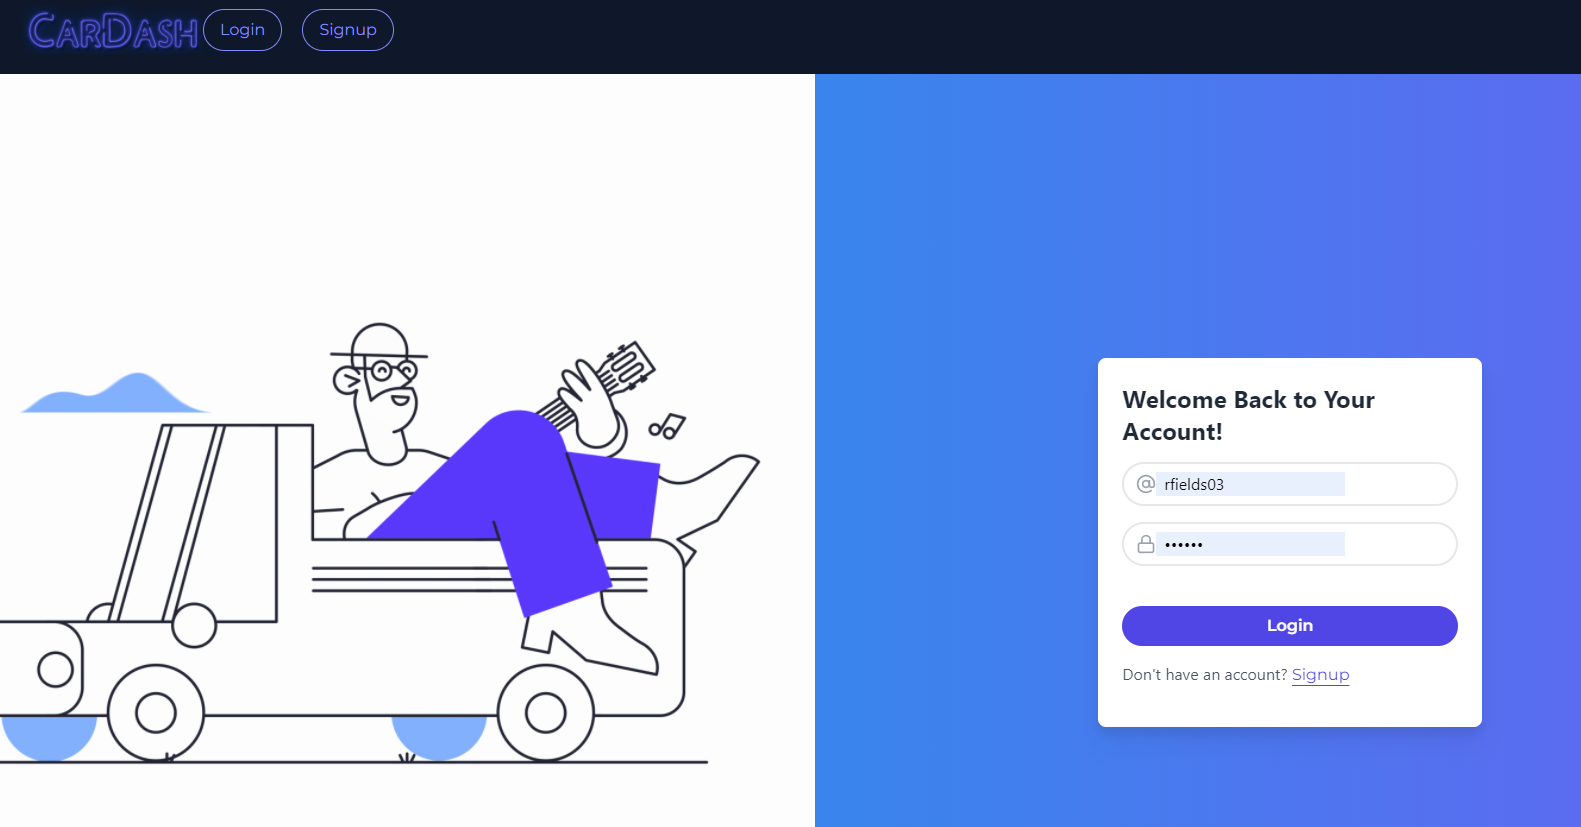 CARDASH Login Signup
Welcome Back to Your
Account!
@ rfields03
••••••
Login
Don't have an account? Signup